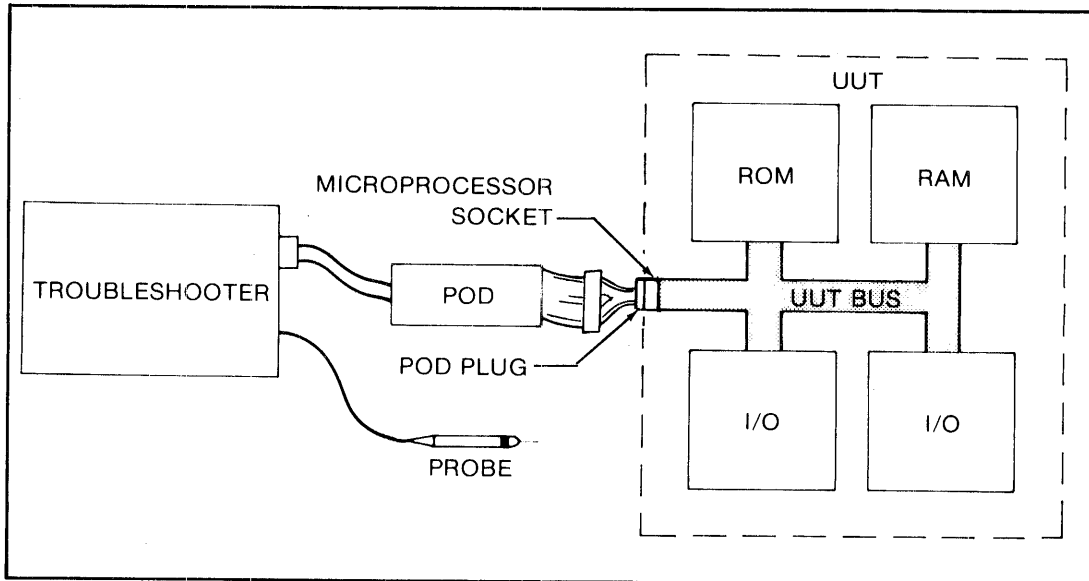 UUT
ROM
RAM
MICROPROCESSOR
SOCKET
TROUBLESHOOTER
POD
UUT BUS
POD PLUG
I/O
I/O
PROBE